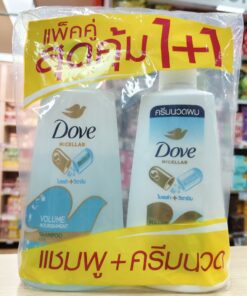 แพ็คคู่
สุดคุ้ม 1+1
Dove
MICELLAR
VOLUME
NOURISHMENT
SHAMPOO
ครีมนวดผม
Dove
MICELLAR
แชมพู+ครีมนวด